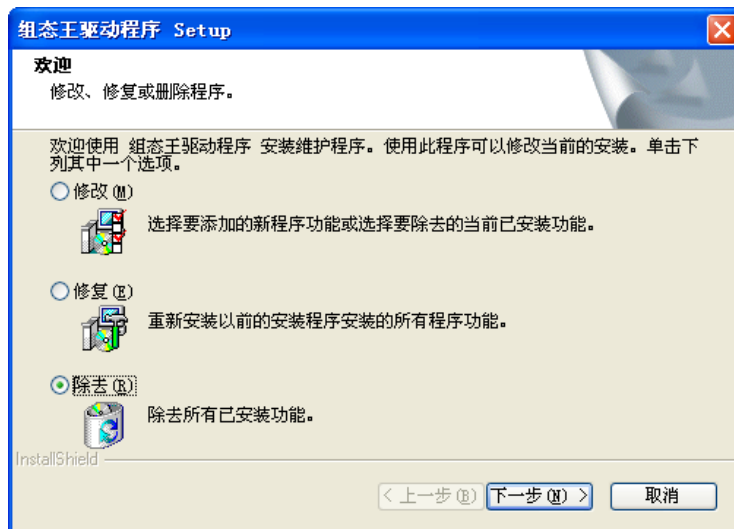 组态王驱动程序 Setup
欢迎
修改、修复或删除程序。
欢迎使用 组态王驱动程序 安装维护程序。使用此程序可以修改当前的安装。单击下
列其中一个选项。
修改(M)
选择要添加的新程序功能或选择要除去的当前已安装功能。
修复(E)
重新安装以前的安装程序安装的所有程序功能。
除去(R)
除去所有已安装功能。
InstallShield
< 上一步(B) 下一步(N) > 取消